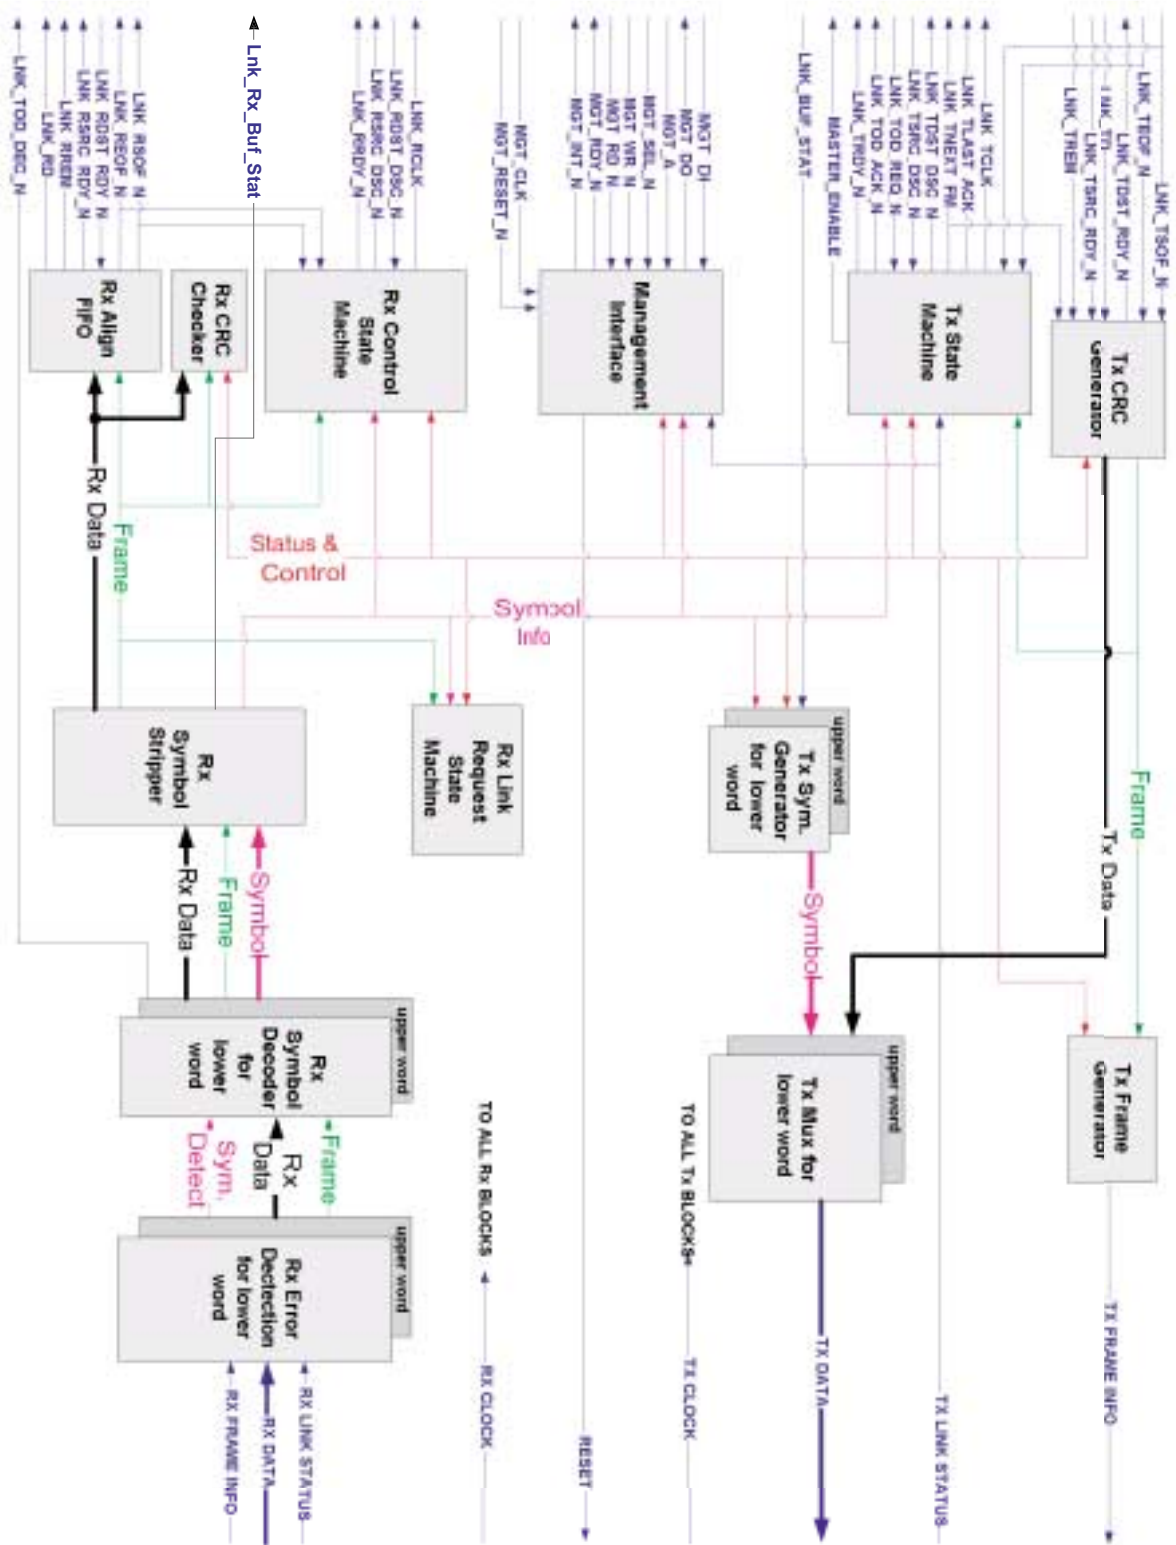 LNK_TSOF_N
LNK_TEOF_N
LNK_TDST_RDY_N
LNK_TSRC_RDY_N
LNK_TREN
Tx CRC
Generator
Frame
Tx Data
Tx Frame
Generator
TX FRAME INFO
LNK_TCLK
LNK_TLAST_ACK
LNK_TNEXT_FM
LNK_TDST_DSC_N
LNK_TSRC_DSC_N
LNK_TOD_REQ_N
LNK_TOD_ACK_N
LNK_TRDY_N
MASTER_ENABLE
LNK_BUF_STAT
Tx State
Machine
TX LINK STATUS
upper word
Tx Sym.
Generator
for lower
word
Symbol
upper word
Tx Mux for
lower word
TX DATA
MGT_DI
MGT_DO
MGT_A
MGT_SEL_N
MGT_WR_N
MGT_RD_N
MGT_RDY_N
MGT_INT_N
MGT_CLK
MGT_RESET_N
Management
Interface
TO ALL Tx BLOCKS
TX CLOCK
RESET
Symbol
Info
Status &
Control
LNK_RCLK
LNK_RDST_DSC_N
LNK_RSRC_DSC_N
LNK_RRDY_N
Rx Control
State
Machine
Rx Link
Request
State
Machine
TO ALL Rx BLOCKS
RX CLOCK
Lnk_Rx_Buf_Stat
Rx CRC
Checker
LNK_RSOF_N
LNK_REOF_N
LNK_RDST_RDY_N
LNK_RSRC_RDY_N
LNK_RREN
LNK_RD
LNK_TOD_DEC_N
Rx Align
FIFO
Frame
Rx Data
Rx
Symbol
Stripper
Symbol
Frame
Rx Data
upper word
Rx
Symbol
Decoder
for
lower
word
Frame
Rx
Data
Sym.
Detect
upper word
Rx Error
Dectection
for lower
word
RX LINK STATUS
RX DATA
RX FRAME INFO